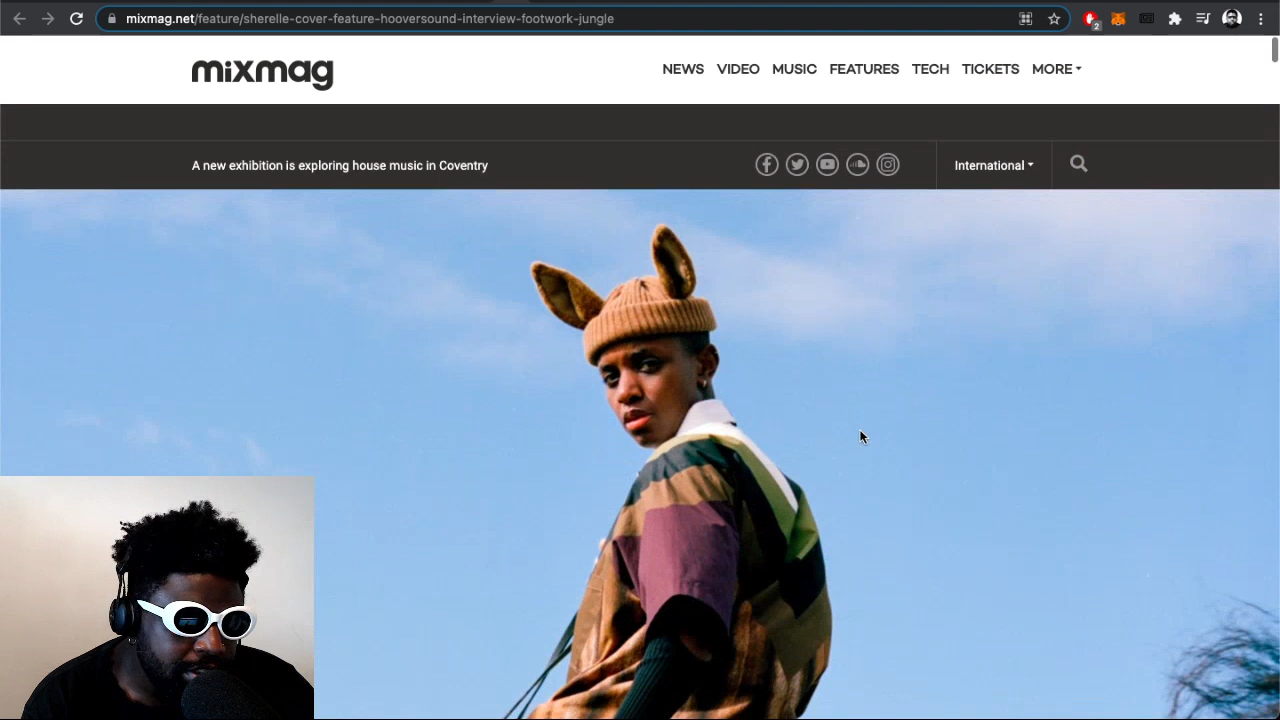 mixmag.net/feature/sherelle-cover-feature-hooversound-interview-footwork-jungle
2
mixmag
NEWS VIDEO MUSIC FEATURES TECH TICKETS MORE
A new exhibition is exploring house music in Coventry
International